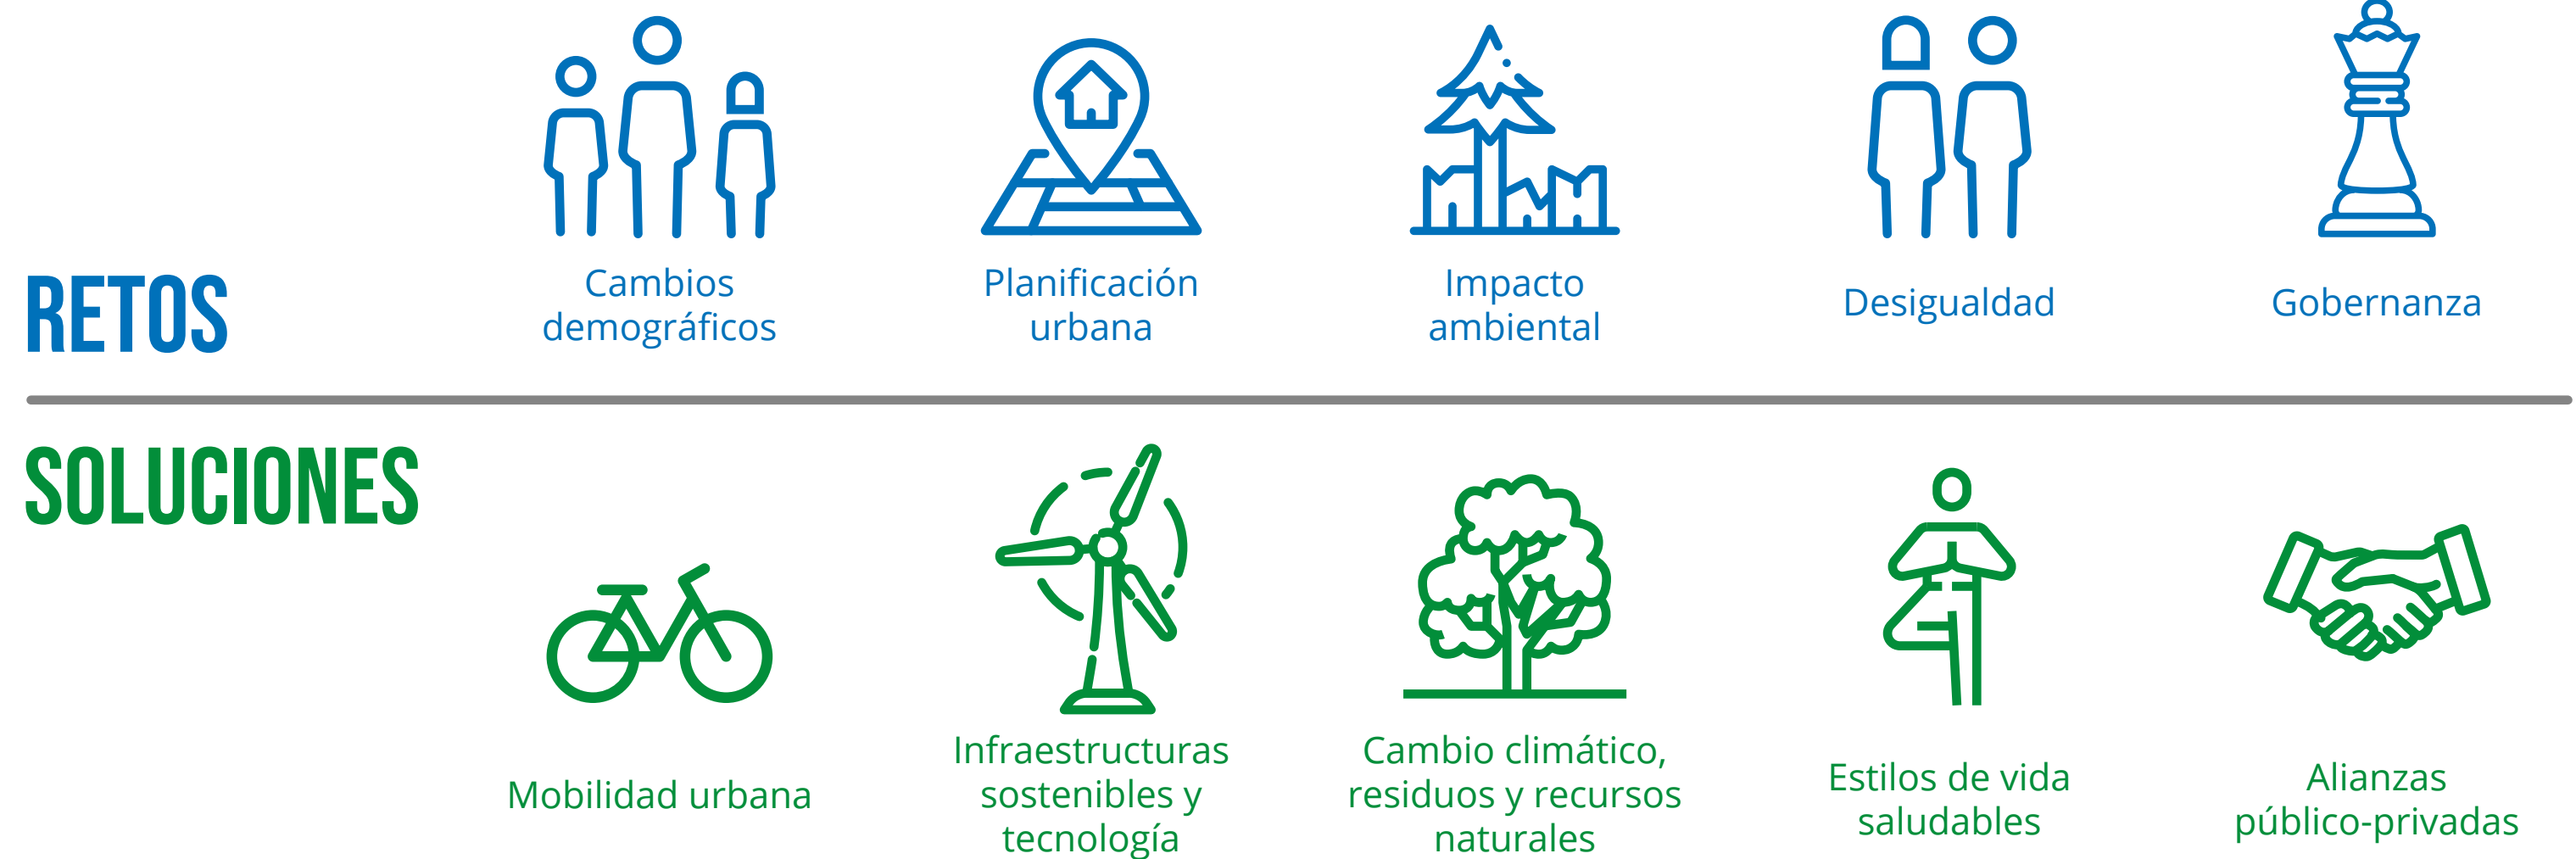 RETOS
Cambios
demográficos
Planificación
urbana
Impacto
ambiental
Desigualdad
Gobernanza
SOLUCIONES
Mobilidad urbana
Infraestructuras
sostenibles y
tecnología
Cambio climático,
residuos y recursos
naturales
Estilos de vida
saludables
Alianzas
público-privadas